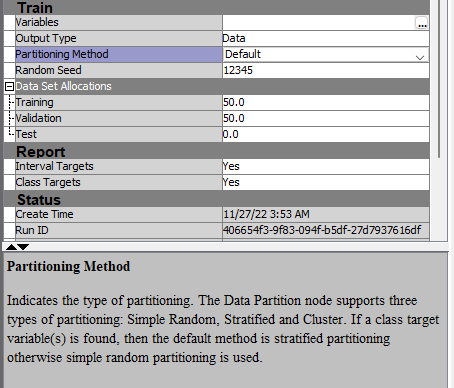 Train
Variables ...
Output Type Data
Partitioning Method Default
Random Seed 12345
Data Set Allocations
Training 50.0
Validation 50.0
Test 0.0
Report
Interval Targets Yes
Class Targets Yes
Status
Create Time 11/27/22 3:53 AM
Run ID 406654f3-9f83-094f-b5df-27d7937616df
Partitioning Method
Indicates the type of partitioning. The Data Partition node supports three
types of partitioning: Simple Random, Stratified and Cluster. If a class target
variable(s) is found, then the default method is stratified partitioning
otherwise simple random partitioning is used.